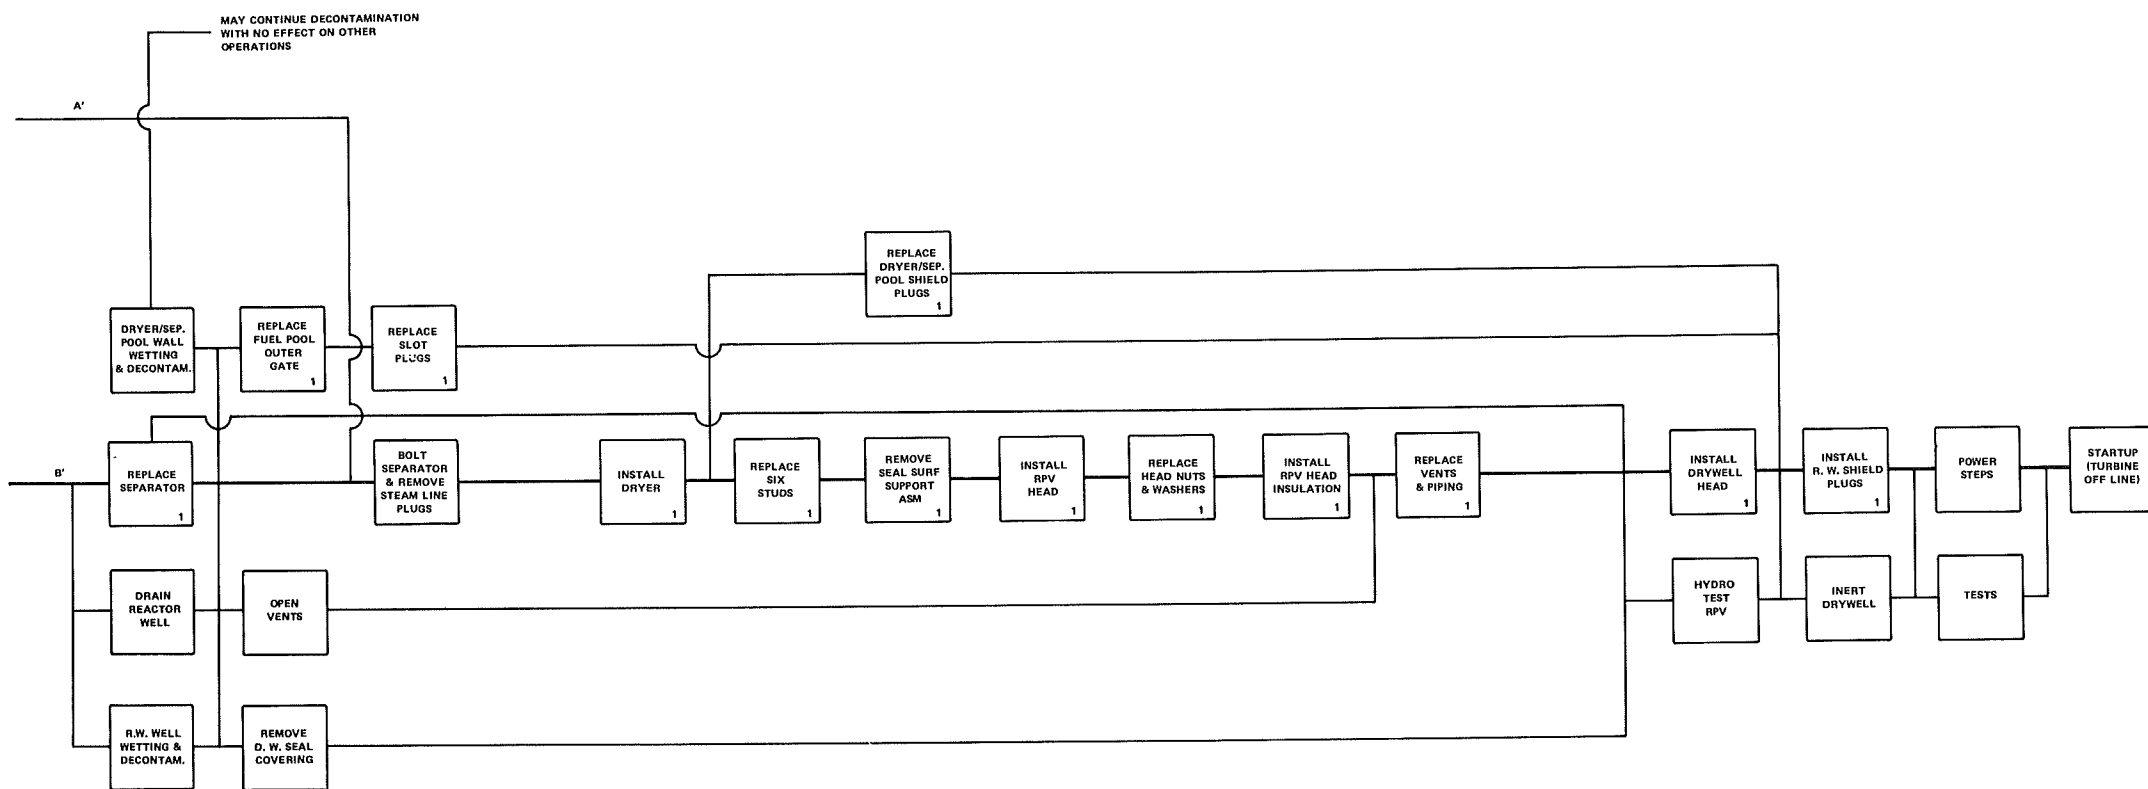 MAY CONTINUE DECONTAMINATION
WITH NO EFFECT ON OTHER
OPERATIONS
A'
REPLACE
DRYER/SEP.
POOL SHIELD
PLUGS
1
DRYER/SEP.
POOL WALL
WETTING
& DECONTAM.
REPLACE
FUEL POOL
OUTER
GATE
1
REPLACE
SLOT
PLUGS
1
B'
REPLACE
SEPARATOR
1
BOLT
SEPARATOR
& REMOVE
STEAM LINE
PLUGS
INSTALL
DRYER
1
REPLACE
SIX
STUDS
1
REMOVE
SEAL SURF
SUPPORT
ASM
1
INSTALL
RPV
HEAD
1
REPLACE
HEAD NUTS
& WASHERS
1
INSTALL
RPV HEAD
INSULATION
1
REPLACE
VENTS
& PIPING
1
INSTALL
DRYWELL
HEAD
1
INSTALL
R. W. SHIELD
PLUGS
1
POWER
STEPS
STARTUP
(TURBINE
OFF LINE)
DRAIN
REACTOR
WELL
OPEN
VENTS
HYDRO
TEST
RPV
INERT
DRYWELL
TESTS
R.W. WELL
WETTING &
DECONTAM.
REMOVE
D. W. SEAL
COVERING